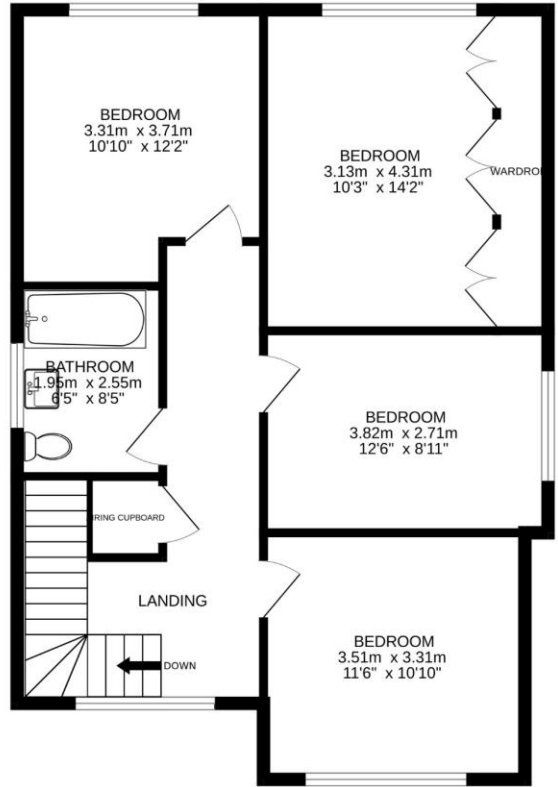 BEDROOM
3.31m x 3.71m
10'10" x 12'2"
BEDROOM
3.13m x 4.31m
10'3" x 14'2"
WARDRO
BATHROOM
1.95m x 2.55m
6'5" x 8'5"
BEDROOM
3.82m x 2.71m
12'6" x 8'11"
IRING CUPBOARD
LANDING
BEDROOM
3.51m x 3.31m
11'6" x 10'10"
DOWN